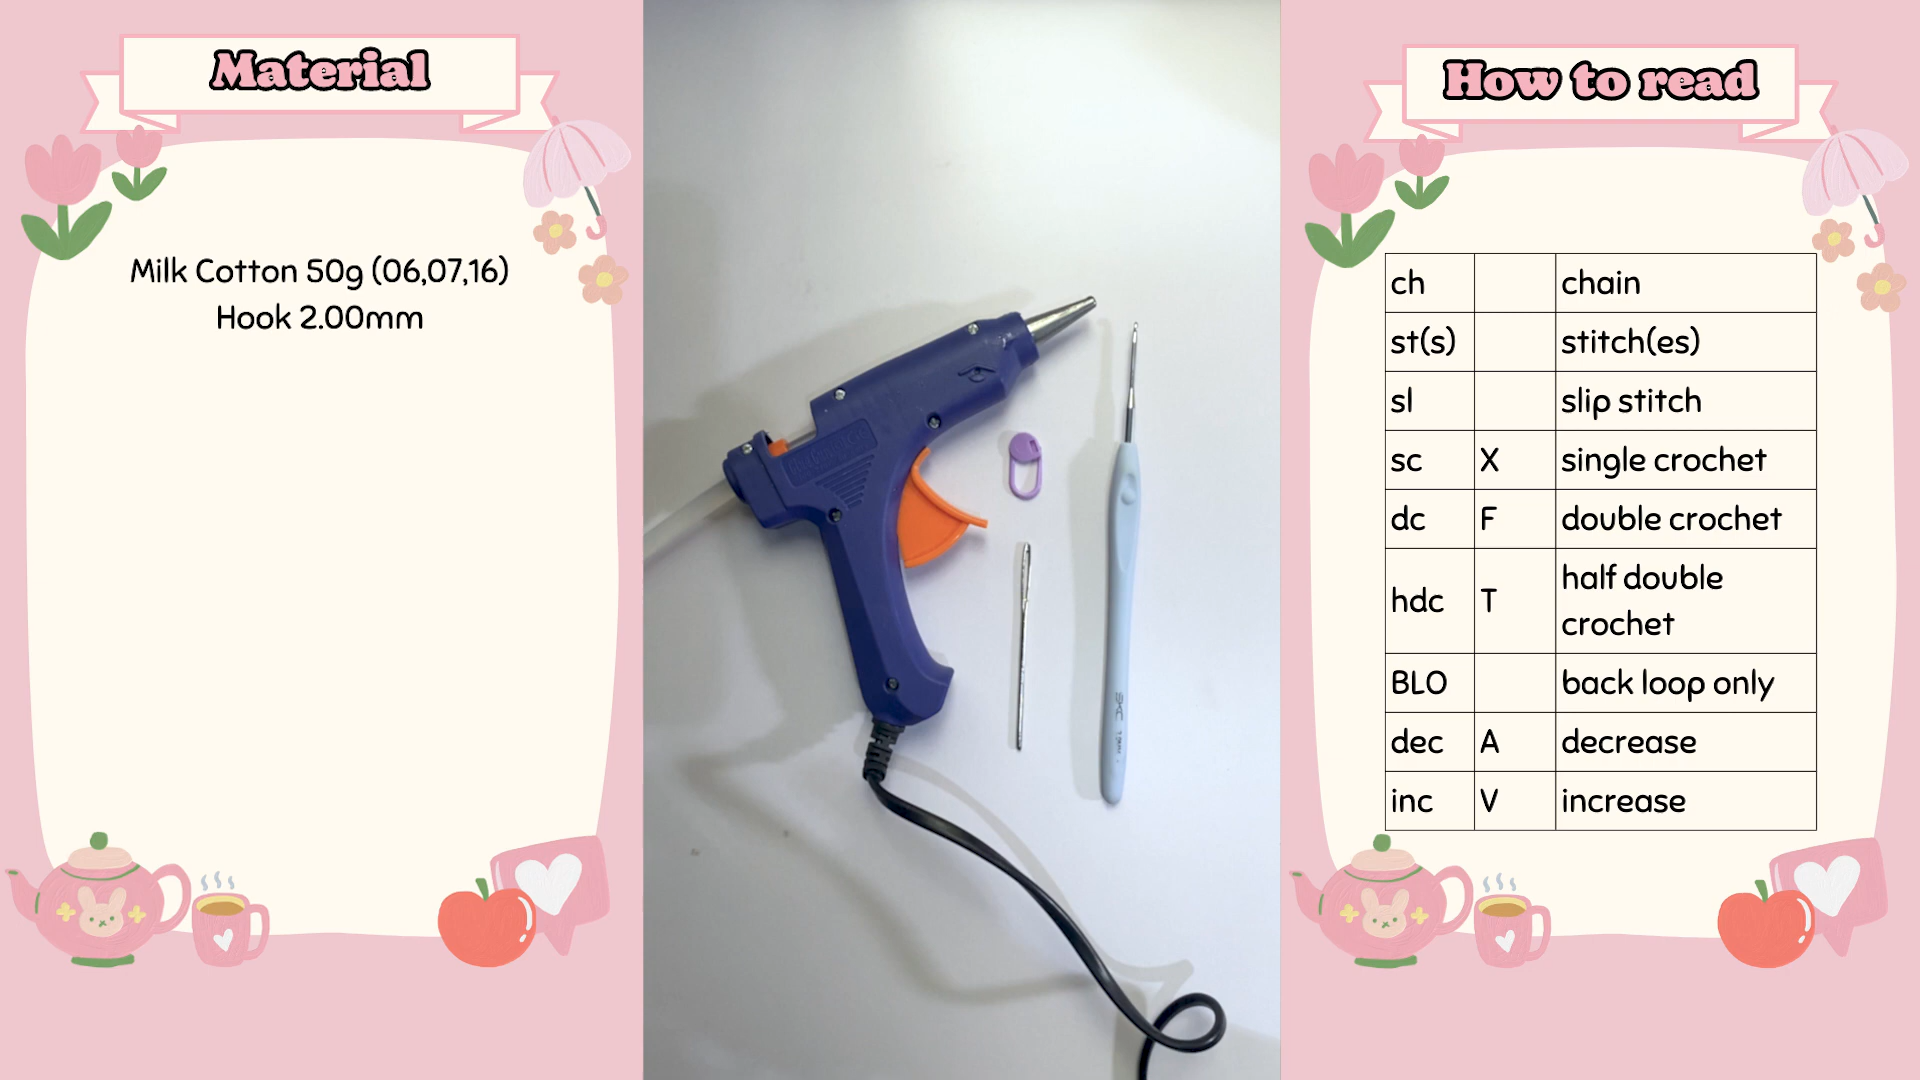 Material
Milk Cotton 50g (06,07,16)
Hook 2.00mm
How to read
ch chain
st(s) stitch(es)
sl slip stitch
sc X single crochet
dc F double crochet
hdc T half double
crochet
BLO back loop only
dec A decrease
inc V increase